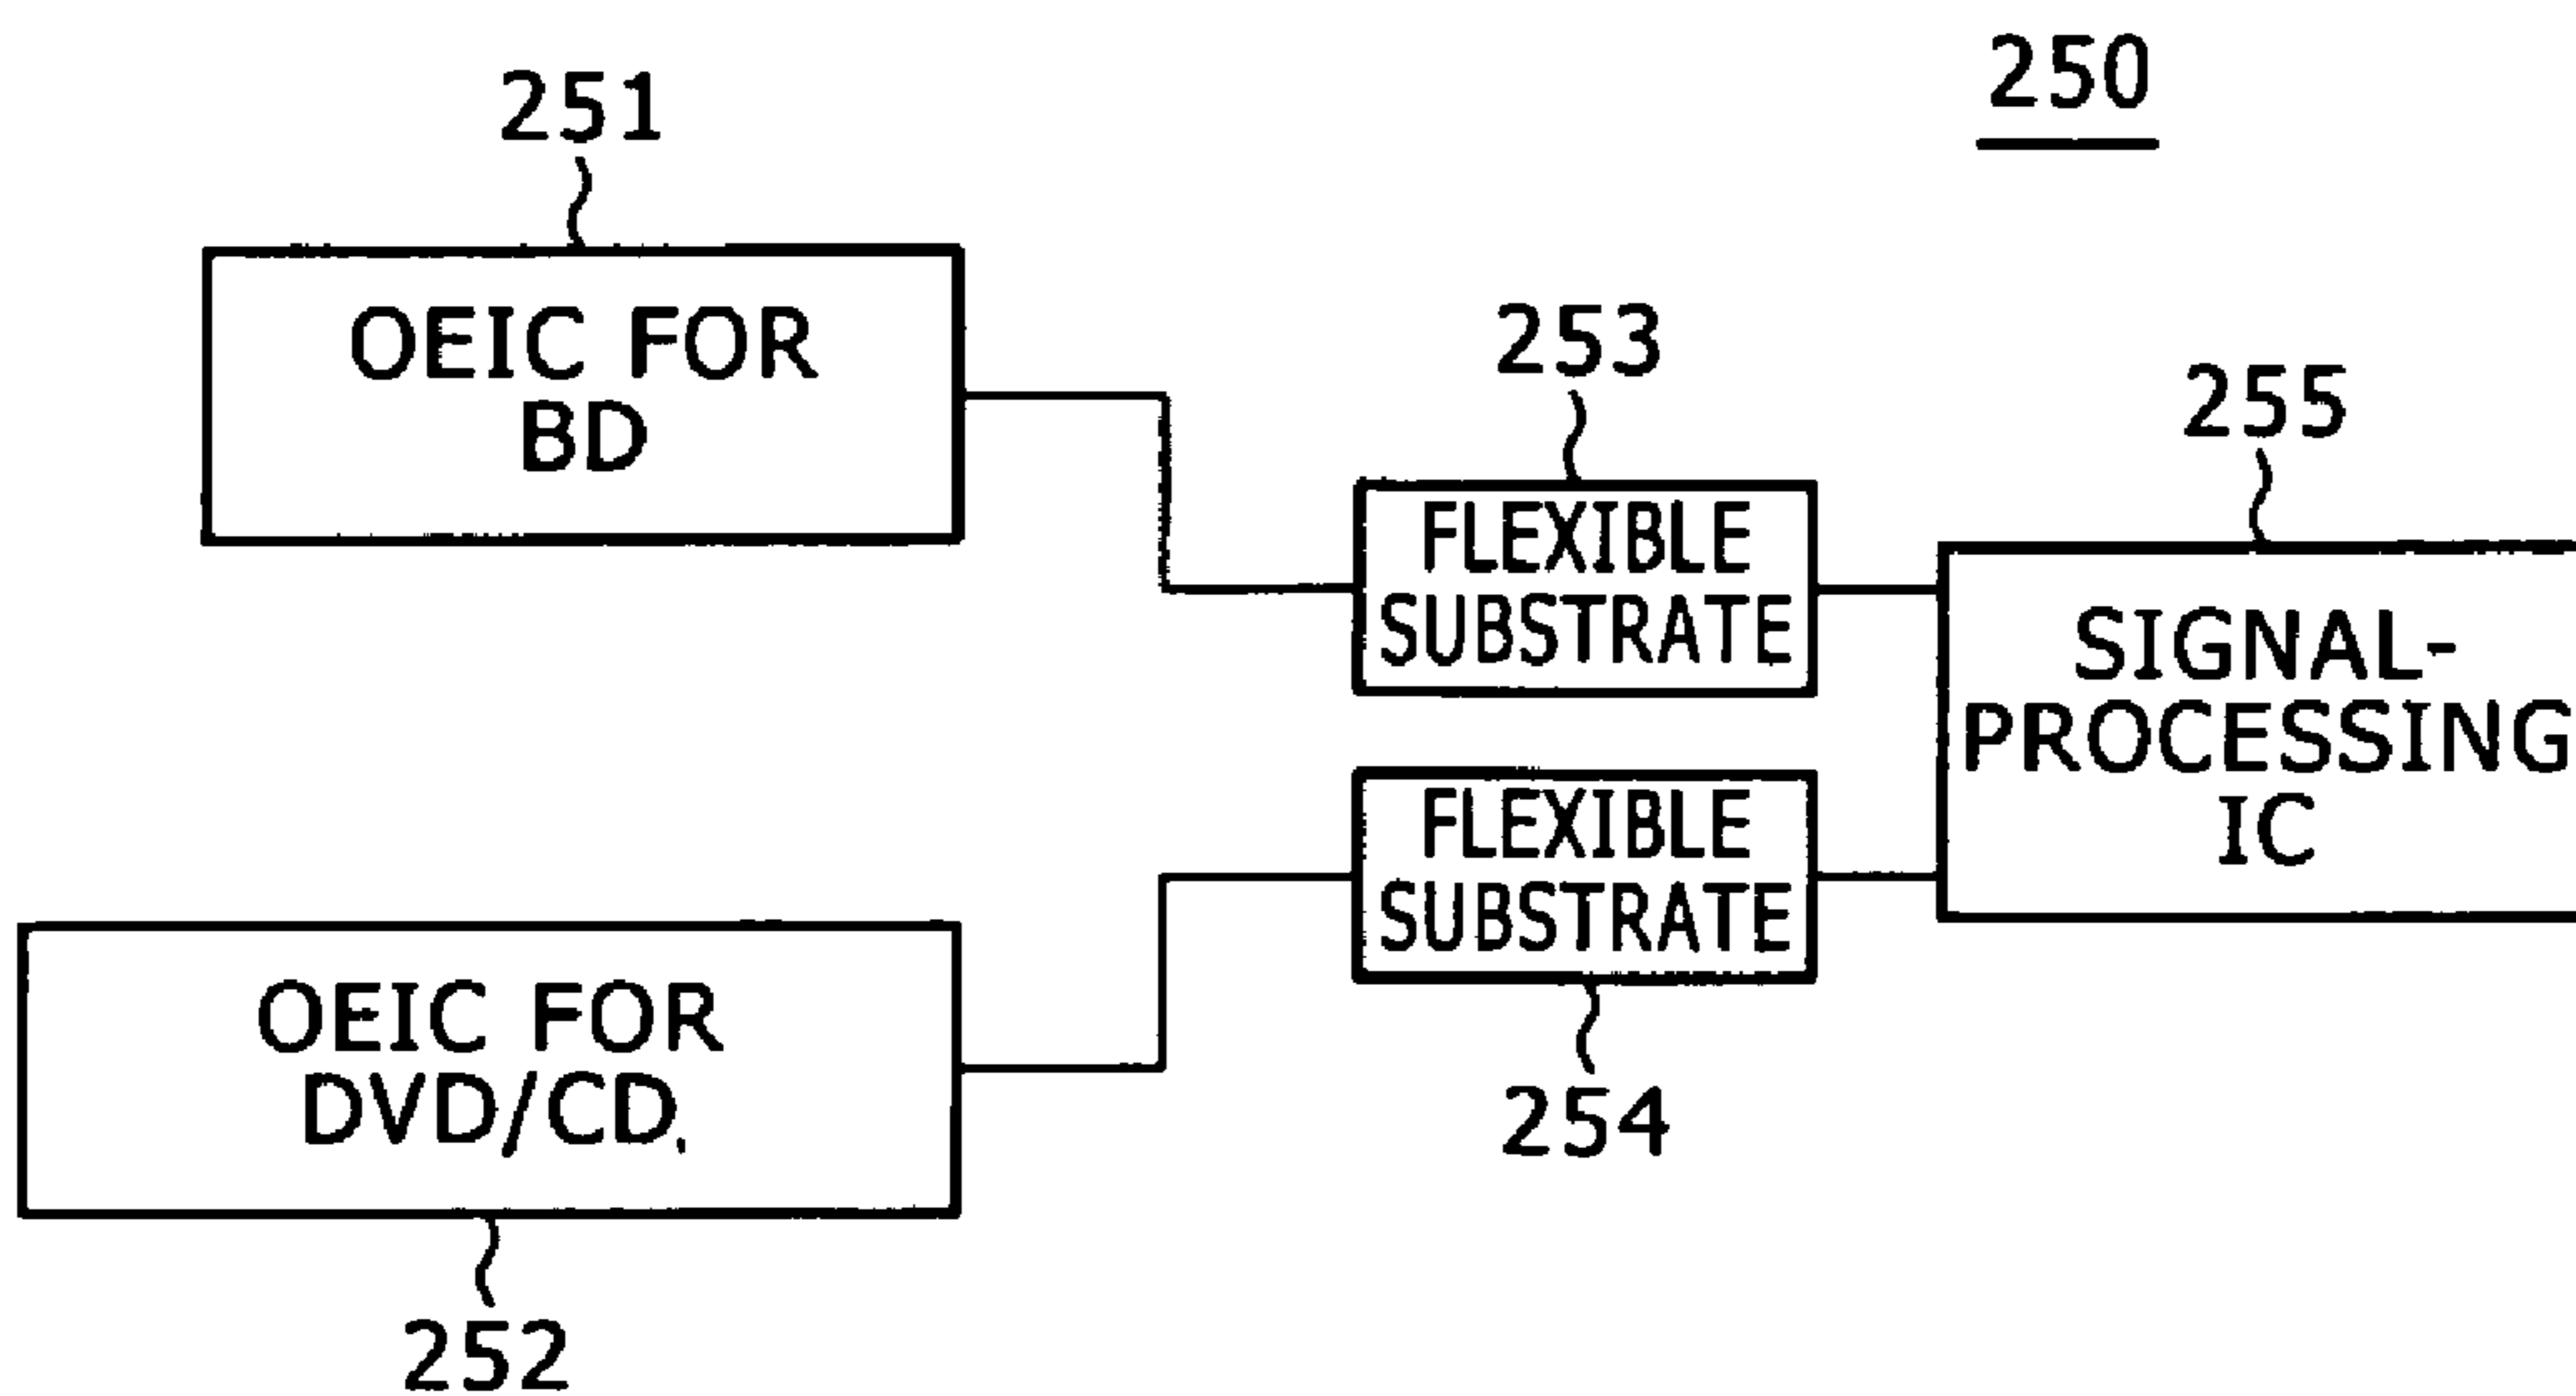 250
251
OEIC FOR
BD
253
FLEXIBLE
SUBSTRATE
255
SIGNAL-
PROCESSING
IC
FLEXIBLE
SUBSTRATE
254
OEIC FOR
DVD/CD
252